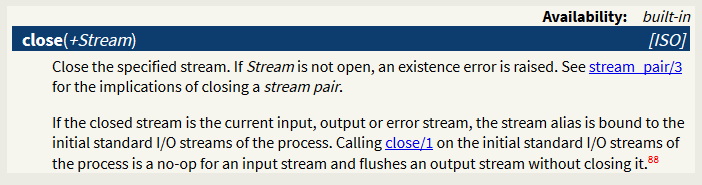 Availability: built-in
close(+Stream) [ISO]
Close the specified stream. If Stream is not open, an existence error is raised. See stream_pair/3
for the implications of closing a stream pair.
If the closed stream is the current input, output or error stream, the stream alias is bound to the
initial standard I/O streams of the process. Calling close/1 on the initial standard I/O streams of
the process is a no-op for an input stream and flushes an output stream without closing it.88